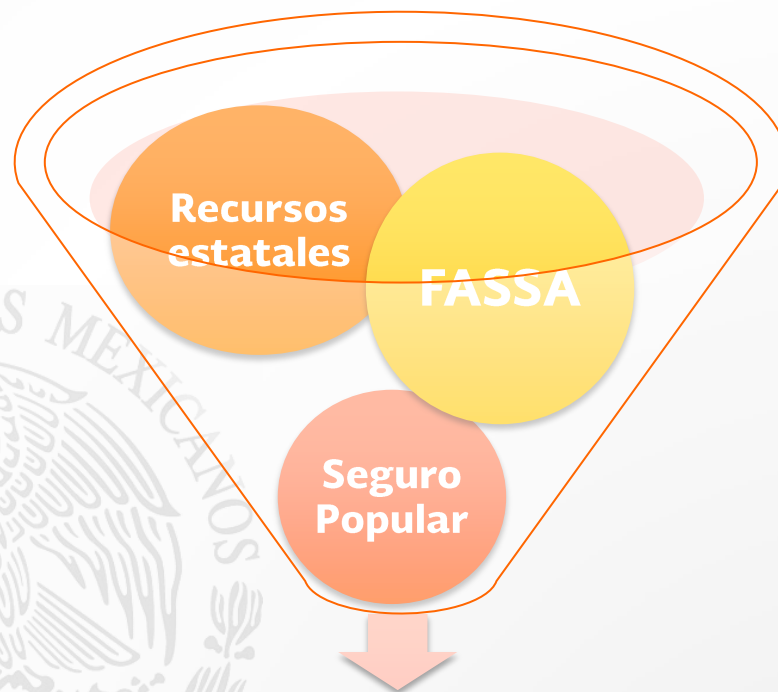 Recursos
estatales
FASSA
Seguro
Popular
S MEXICANOS